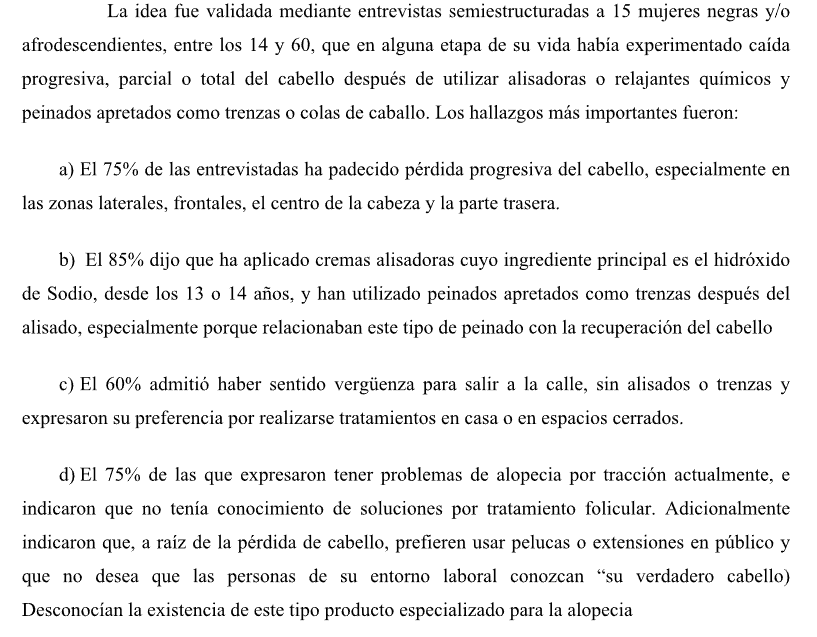 La idea fue validada mediante entrevistas semiestructuradas a 15 mujeres negras y/o
afrodescendientes, entre los 14 y 60, que en alguna etapa de su vida había experimentado caída
progresiva, parcial o total del cabello después de utilizar alisadoras o relajantes químicos y
peinados apretados como trenzas o colas de caballo. Los hallazgos más importantes fueron:
a) El 75% de las entrevistadas ha padecido pérdida progresiva del cabello, especialmente en
las zonas laterales, frontales, el centro de la cabeza y la parte trasera.
b) El 85% dijo que ha aplicado cremas alisadoras cuyo ingrediente principal es el hidróxido
de Sodio, desde los 13 o 14 años, y han utilizado peinados apretados como trenzas después del
alisado, especialmente porque relacionaban este tipo de peinado con la recuperación del cabello
c) El 60% admitió haber sentido vergüenza para salir a la calle, sin alisados o trenzas y
expresaron su preferencia por realizarse tratamientos en casa o en espacios cerrados.
d) El 75% de las que expresaron tener problemas de alopecia por tracción actualmente, e
indicaron que no tenía conocimiento de soluciones por tratamiento folicular. Adicionalmente
indicaron que, a raíz de la pérdida de cabello, prefieren usar pelucas o extensiones en público y
que no desea que las personas de su entorno laboral conozcan “su verdadero cabello)
Desconocían la existencia de este tipo producto especializado para la alopecia